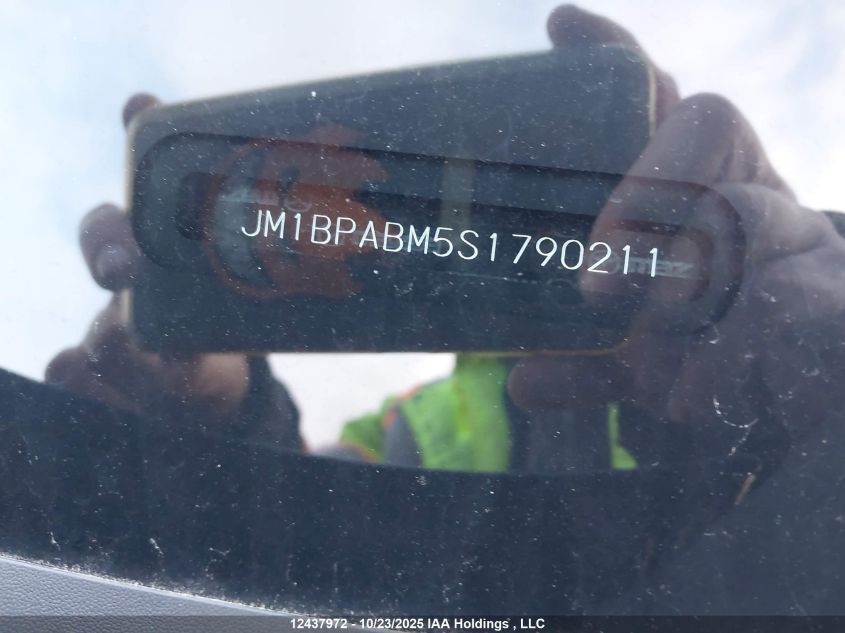 JM1BPABM5S1790211
12437972 - 10/23/2025 IAA Holdings , LLC